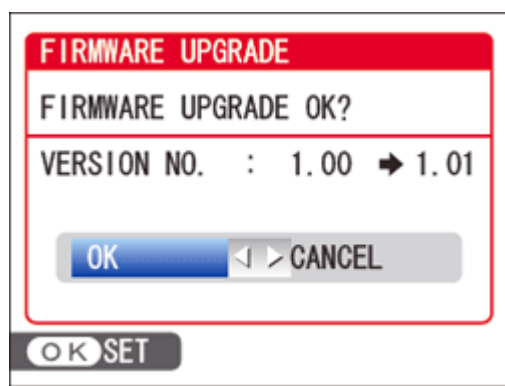 FIRMWARE UPGRADE
FIRMWARE UPGRADE OK?
VERSION NO. : 1.00 ➔ 1.01
OK ◁ ▷ CANCEL
OK SET